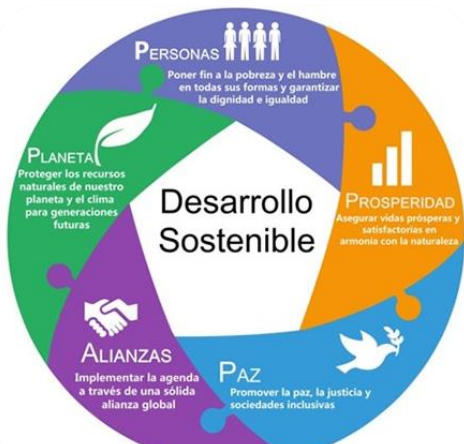 PERSONAS
Poner fin a la pobreza y el hambre
en todas sus formas y garantizar
la dignidad e igualdad
PROSPERIDAD
Asegurar vidas prósperas y
satisfactorias en
armonía con la naturaleza
PAZ
Promover la paz, la justicia y
sociedades inclusivas
ALIANZAS
Implementar la agenda
a través de una sólida
alianza global
PLANETA
Proteger los recursos
naturales de nuestro
planeta y el clima
para generaciones
futuras
Desarrollo
Sostenible